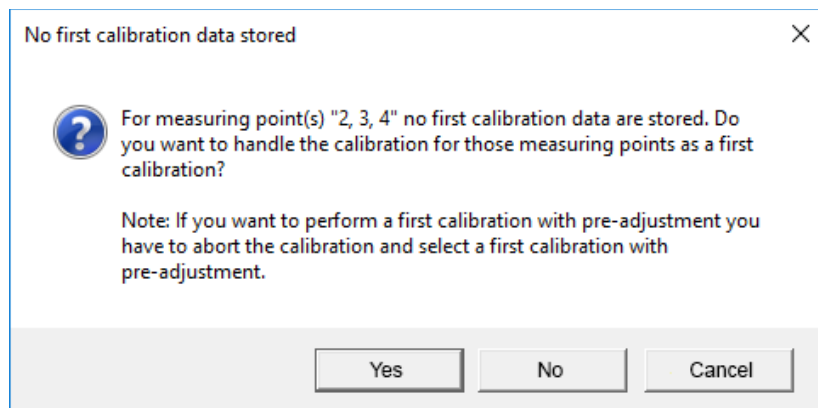 No first calibration data stored
For measuring point(s) "2, 3, 4" no first calibration data are stored. Do
you want to handle the calibration for those measuring points as a first
calibration?
Note: If you want to perform a first calibration with pre-adjustment you
have to abort the calibration and select a first calibration with
pre-adjustment.
Yes
No
Cancel